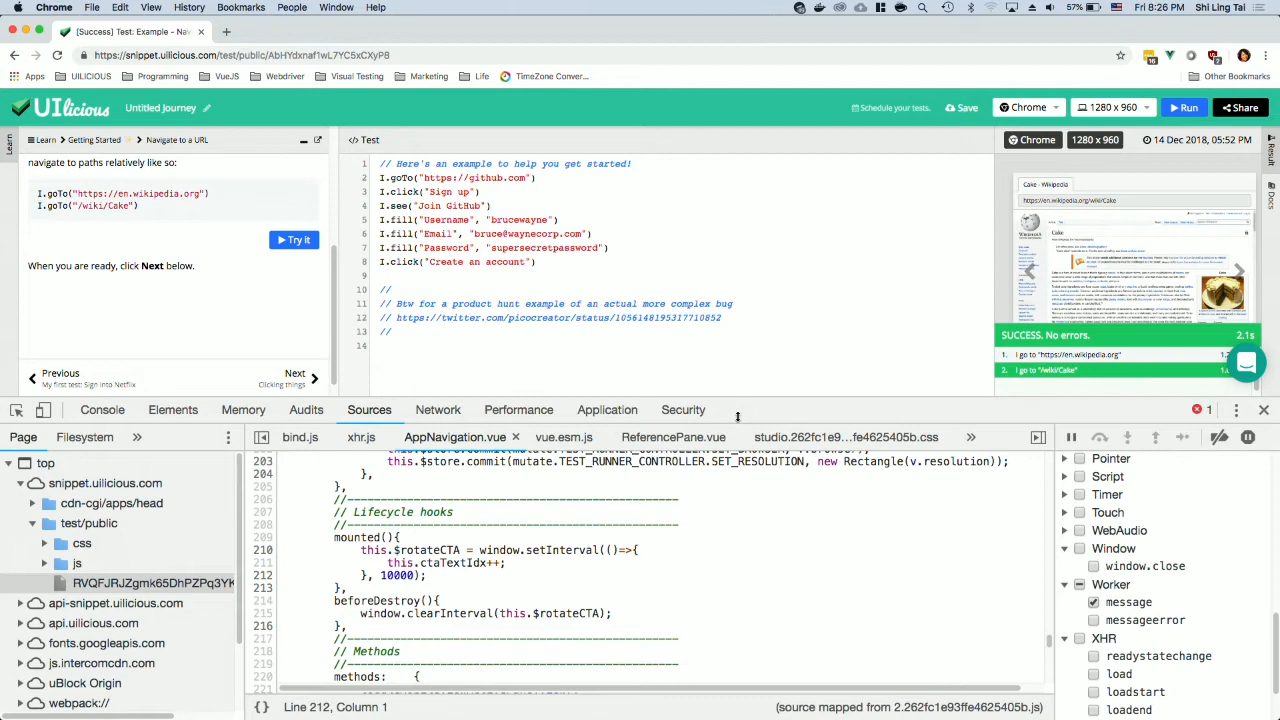 Chrome File Edit View History Bookmarks People Window Help 57% Fri 8:26 PM Shi Ling Tai
[Success] Test: Example - Navig
https://snippet.uilicious.com/test/public/AbHYdxnaf1wL7YC5xCXyP8
Apps UILICIOUS Programming VueJS Webdriver Visual Testing Marketing Life TimeZone Conver... Other Bookmarks
UIlicious Untitled Journey Schedule your tests. Save Chrome 1280 x 960 Run Share
Learn
Learn > Getting Started > Navigate to a URL
navigate to paths relatively like so:
I.goTo("https://en.wikipedia.org")
I.goTo("/wiki/Cake")
Try it
When you are ready, click Next below.
Previous
My first test: Sign into Netflix
Next
Clicking things
</> Test
1 // Here's an example to help you get started!
2 I.goTo("https://github.com")
3 I.click("Sign up")
4 I.see("Join GitHub")
5 I.fill("Username", "brucewayne")
6 I.fill("Email", "bruce@waynecorp.com")
7 I.fill("Password", "supersecretpassword")
8 I.click("Create an account")
9
10 // Now for a product hunt example of an actual more complex bug
11 // https://twitter.com/picocreator/status/1056148195317710852
12 //
13
14
Chrome 1280 x 960 14 Dec 2018, 05:52 PM
Result
Doc
Cake - Wikipedia
https://en.wikipedia.org/wiki/Cake
Cake
SUCCESS. No errors. 2.1s
1. I go to "https://en.wikipedia.org"
2. I go to "/wiki/Cake"
Console Elements Memory Audits Sources Network Performance Application Security 1
Page Filesystem »
bind.js xhr.js AppNavigation.vue × vue.esm.js ReferencePane.vue studio.262fc1e9...fe4625405b.css »
top
snippet.uilicious.com
cdn-cgi/apps/head
test/public
css
js
RVQFJRJZgmk65DhPZPq3YK
api-snippet.uilicious.com
api.uilicious.com
fonts.googleapis.com
js.intercomcdn.com
uBlock Origin
webpack://
203 this.$store.commit(mutate.TEST_RUNNER_CONTROLLER.SET_RESOLUTION, new Rectangle(v.resolution));
204 },
205 },
206 //--------------------------------------------------
207 // Lifecycle hooks
208 //--------------------------------------------------
209 mounted(){
210 this.$rotateCTA = window.setInterval(()=>{
211 this.ctaTextIdx++;
212 }, 10000);
213 },
214 beforeDestroy(){
215 window.clearInterval(this.$rotateCTA);
216 },
217 //--------------------------------------------------
218 // Methods
219 //--------------------------------------------------
220 methods: {
{} Line 212, Column 1 (source mapped from 2.262fc1e93ffe4625405b.js)
Pointer
Script
Timer
Touch
WebAudio
Window
window.close
Worker
message
messageerror
XHR
readystatechange
load
loadstart
loadend